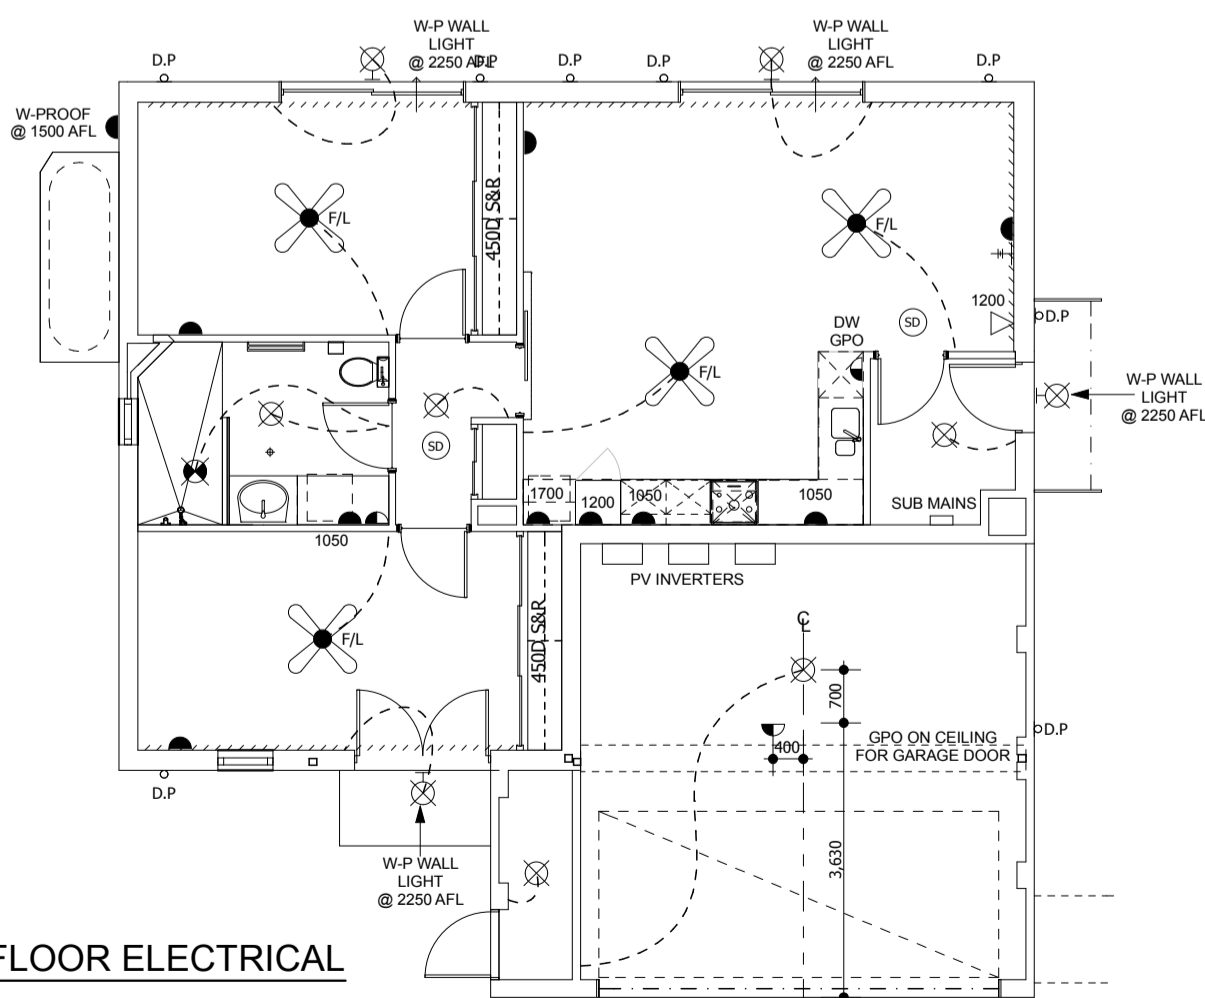 W-P WALL
LIGHT
@ 2250 AFL
W-P WALL
LIGHT
@ 2250 AFL
D.P
D.P
D.P
D.P
D.P
W-PROOF
@ 1500 AFL
450D S&R
F/L
F/L
1200
SD
D.P
DW
GPO
F/L
W-P WALL
LIGHT
@ 2250 AFL
SD
1700
1200
1050
1050
SUB MAINS
1050
PV INVERTERS
450D S&R
CL
F/L
700
400
GPO ON CEILING
FOR GARAGE DOOR
D.P
D.P
3,630
W-P WALL
LIGHT
@ 2250 AFL
FLOOR ELECTRICAL